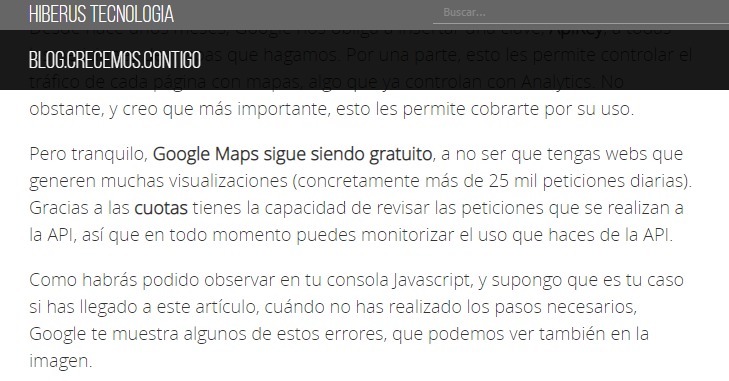 HIBERUS TECNOLOGIA
Buscar...
Desde hace unos meses, Google nos obliga a insertar una clave, ApiKey, a todas
BLOG.CRECEMOS.CONTIGO
que hagamos. Por una parte, esto les permite controlar el
tráfico de cada página con mapas, algo que ya controlan con Analytics. No
obstante, y creo que más importante, esto les permite cobrarte por su uso.
Pero tranquilo, Google Maps sigue siendo gratuito, a no ser que tengas webs que
generen muchas visualizaciones (concretamente más de 25 mil peticiones diarias).
Gracias a las cuotas tienes la capacidad de revisar las peticiones que se realizan a
la API, así que en todo momento puedes monitorizar el uso que haces de la API.
Como habrás podido observar en tu consola Javascript, y supongo que es tu caso
si has llegado a este artículo, cuándo no has realizado los pasos necesarios,
Google te muestra algunos de estos errores, que podemos ver también en la
imagen.